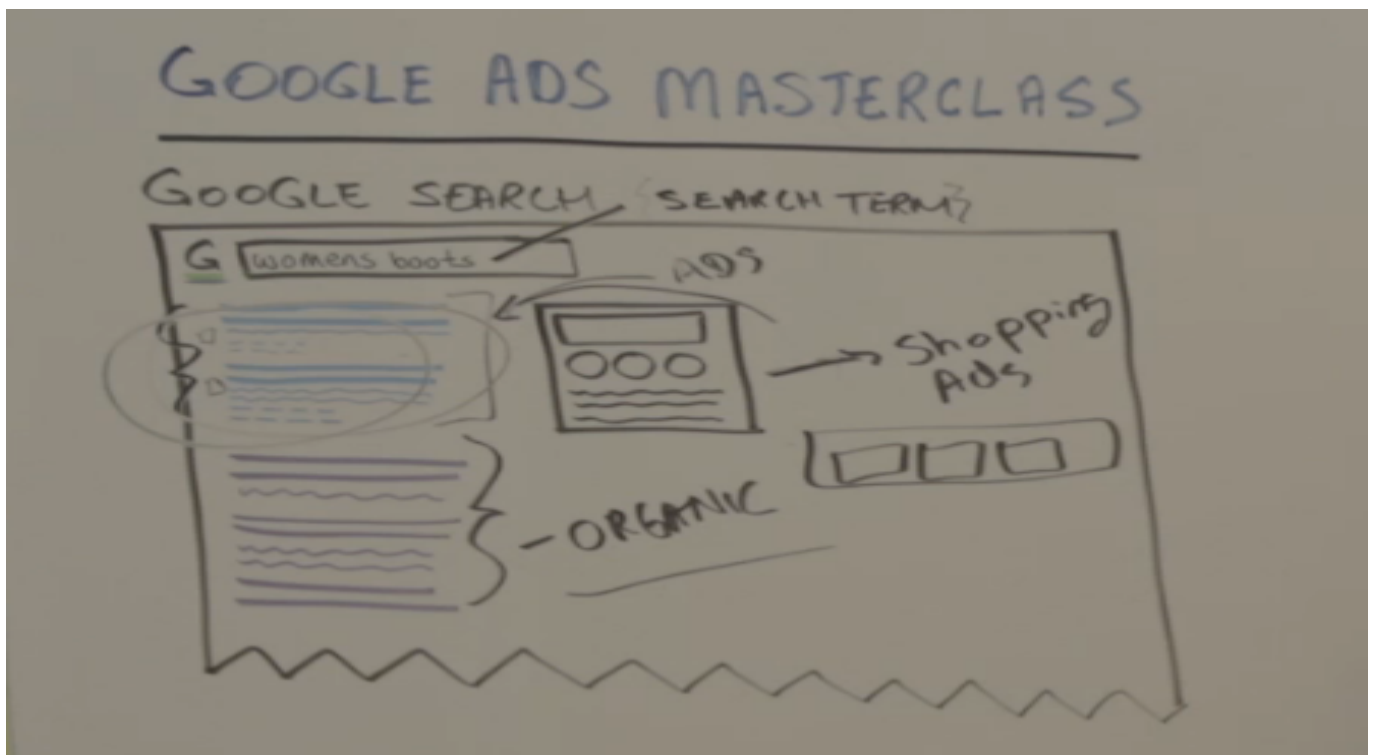 GOOGLE ADS MASTERCLASS
GOOGLE SEARCH {SEARCH TERM}
G womens boots
ADS
Shopping
Ads
ORGANIC